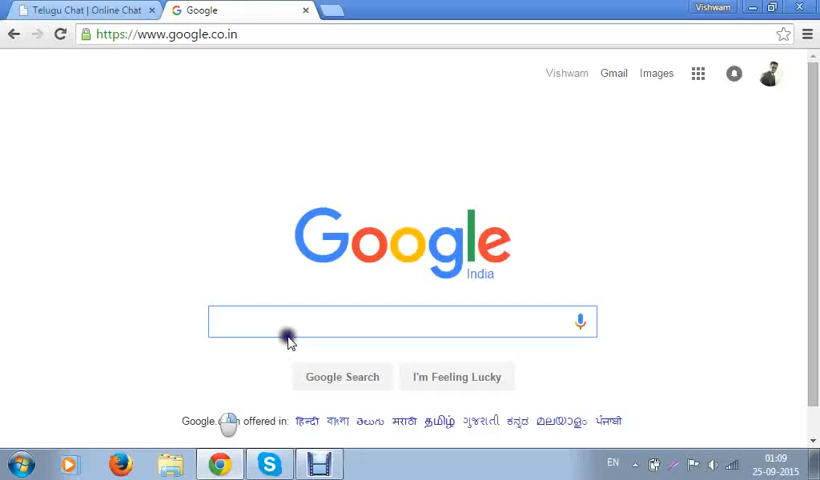 Telugu Chat | Online Chat
Google
Vishwam
https://www.google.co.in
Vishwam Gmail Images
Google
India
Google Search
I'm Feeling Lucky
Google. offered in: हिन्दी বাংলা తెలుగు मराठी தமிழ் ગુજરાતી ಕನ್ನಡ മലയാളം ਪੰਜਾਬੀ
EN
01:09
25-09-2015